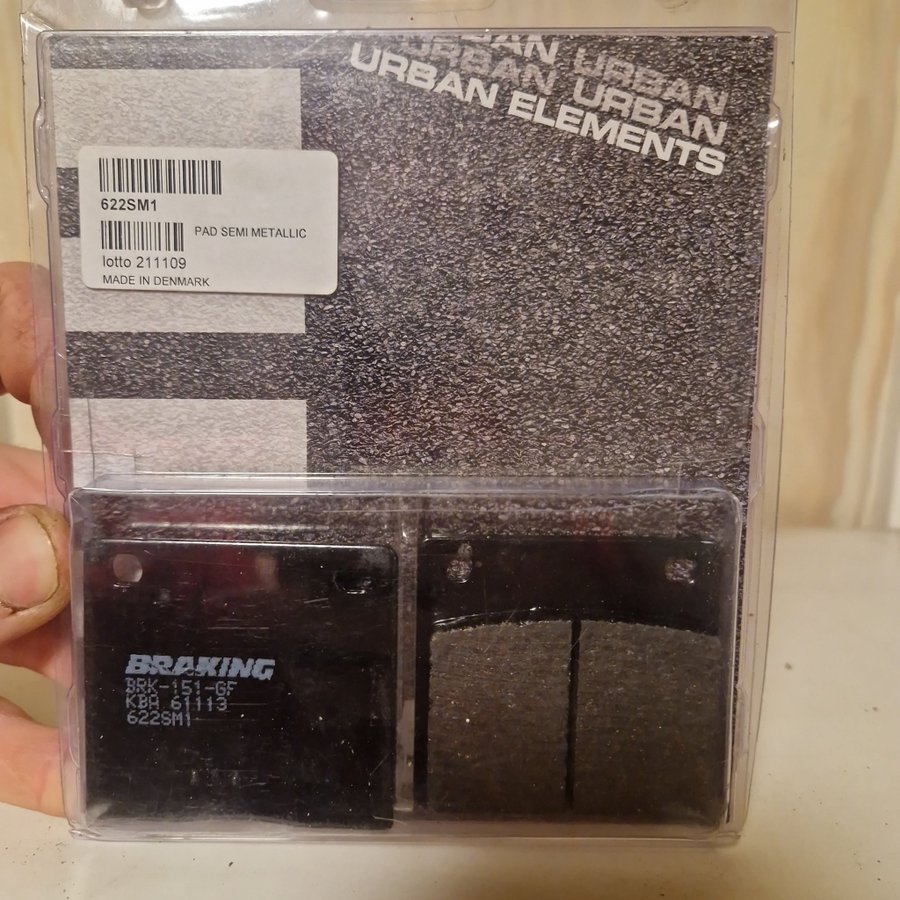 URBAN URBAN
URBAN URBAN
URBAN ELEMENTS
622SM1
PAD SEMI METALLIC
lotto 211109
MADE IN DENMARK
BRAKING
BRK-151-GF
KBA 61113
622SM1